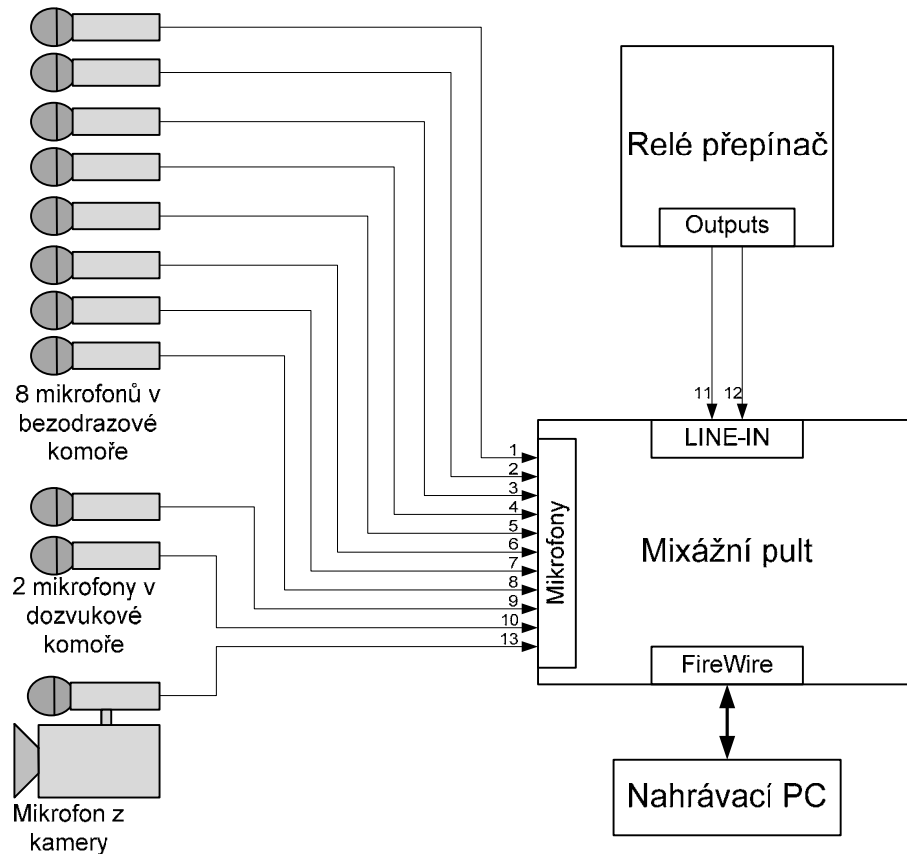 8 mikrofonů v
bezodrazové
komoře
2 mikrofony v
dozvukové
komoře
Mikrofon z
kamery
1
2
3
4
5
6
7
8
9
10
13
Mikrofony
Relé přepínač
Outputs
11 12
LINE-IN
Mixážní pult
FireWire
Nahrávací PC